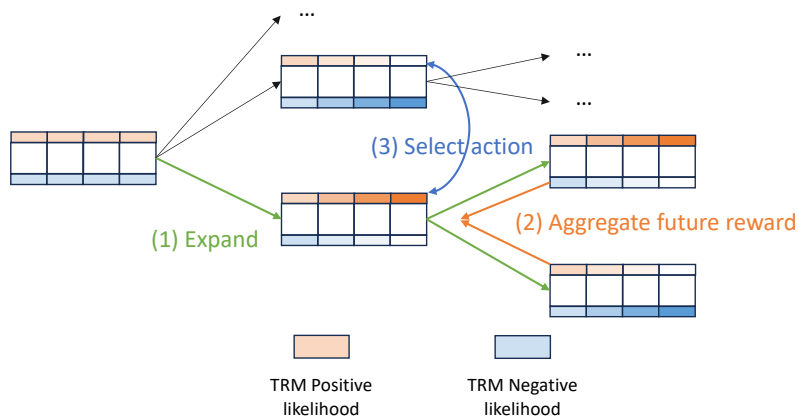 ...
...
...
(3) Select action
(1) Expand
(2) Aggregate future reward
TRM Positive
likelihood
TRM Negative
likelihood